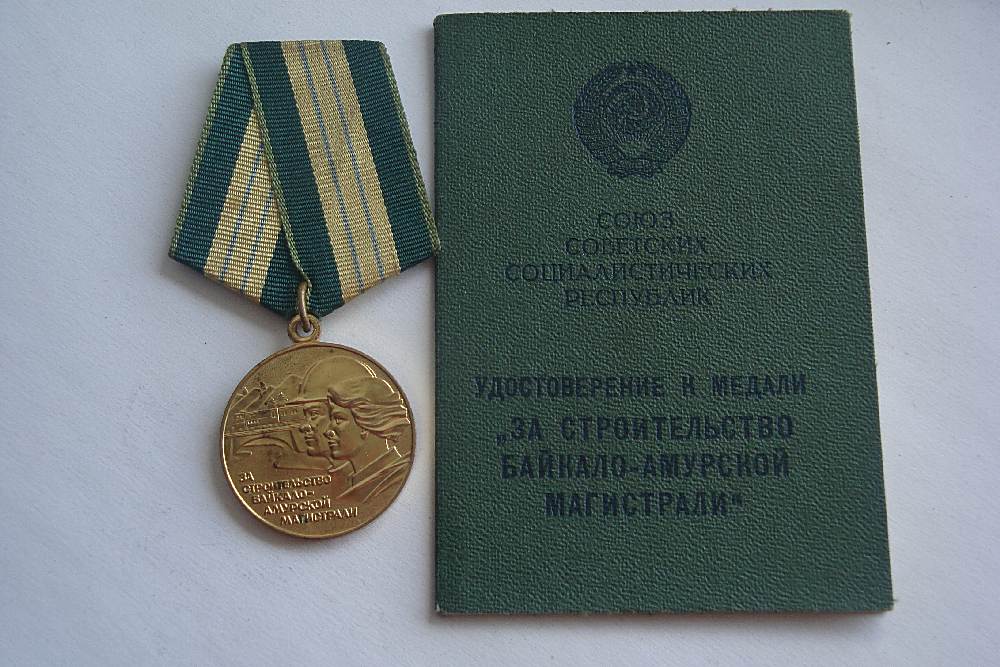 ЗА
СТРОИТЕЛЬСТВО
БАЙКАЛО-
АМУРСКОЙ
МАГИСТРАЛИ
СОЮЗ
СОВЕТСКИХ
СОЦИАЛИСТИЧЕСКИХ
РЕСПУБЛИК
УДОСТОВЕРЕНИЕ К МЕДАЛИ
„ЗА СТРОИТЕЛЬСТВО
БАЙКАЛО-АМУРСКОЙ
МАГИСТРАЛИ“